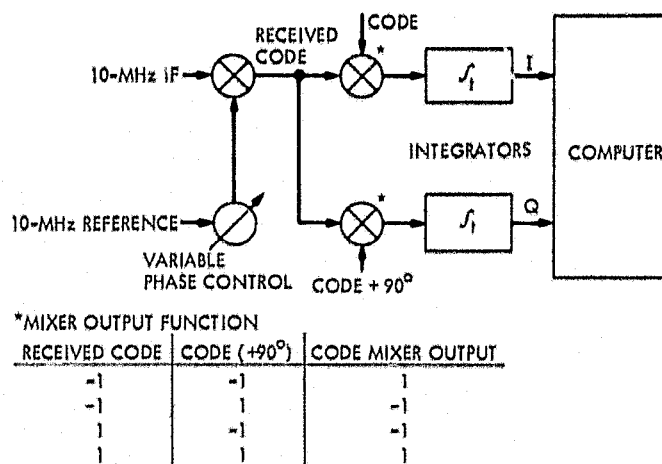 CODE
RECEIVED
CODE
*
10-MHz IF
∫t
I
INTEGRATORS
COMPUTER
*
10-MHz REFERENCE
∫t
Q
VARIABLE
PHASE CONTROL
CODE + 90°
*MIXER OUTPUT FUNCTION
RECEIVED CODE CODE (+90°) CODE MIXER OUTPUT
-1 -1 1
-1 1 -1
1 -1 -1
1 1 1